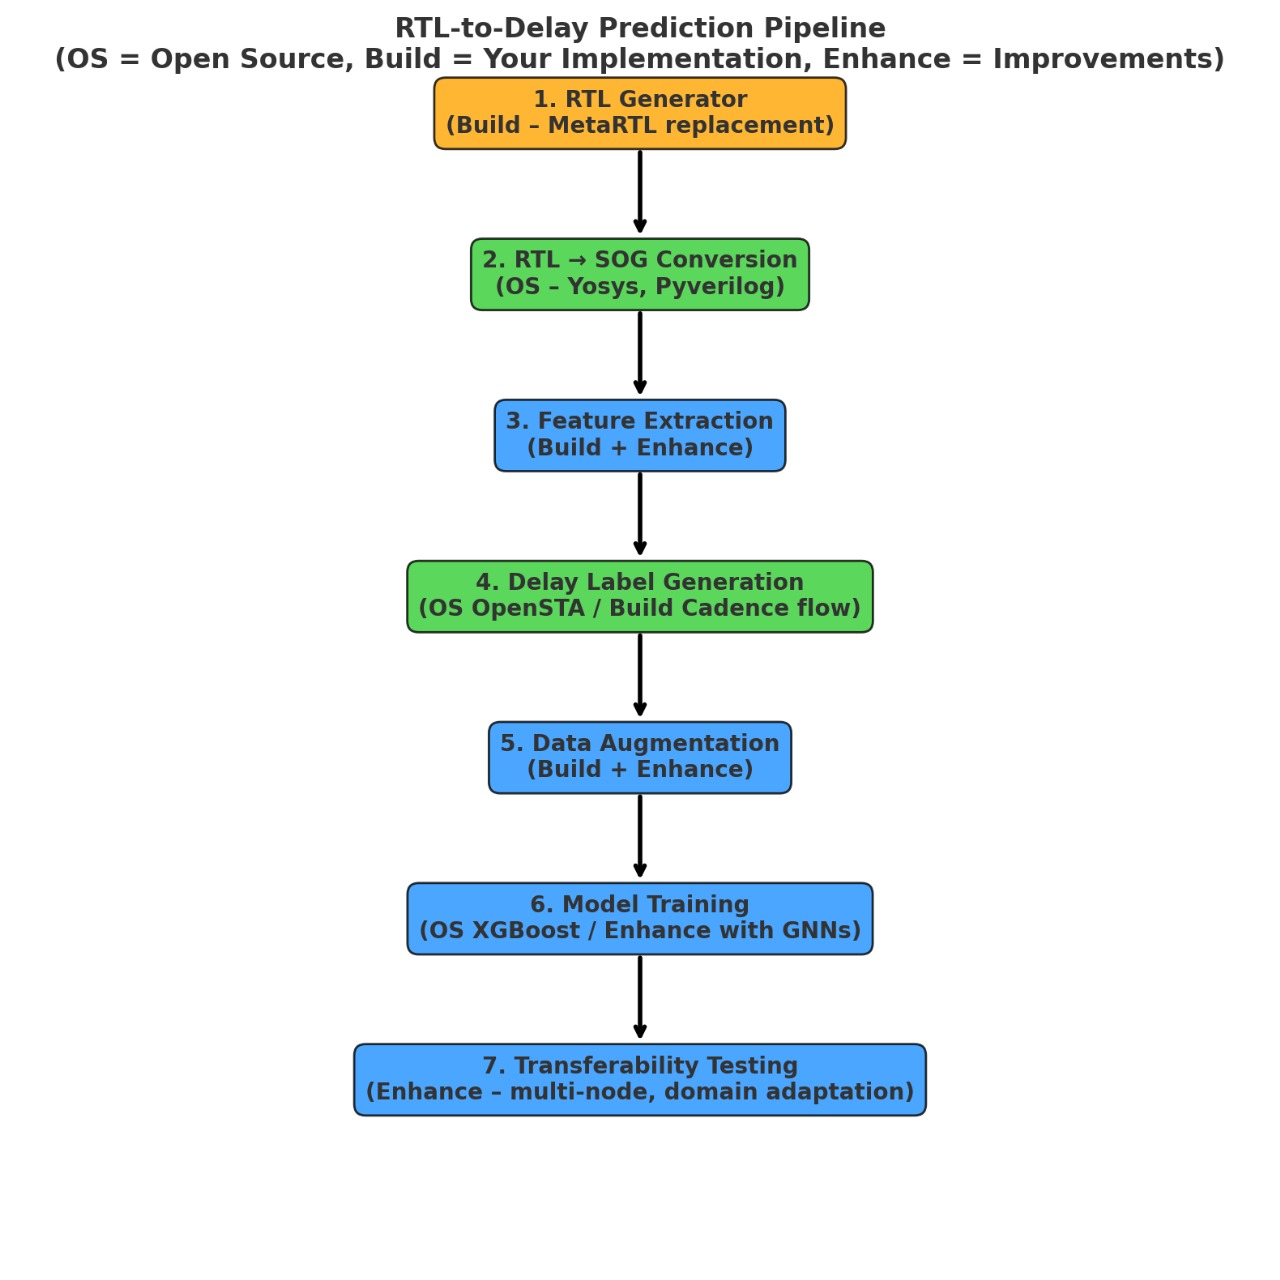 RTL-to-Delay Prediction Pipeline
(OS = Open Source, Build = Your Implementation, Enhance = Improvements)
1. RTL Generator
(Build – MetaRTL replacement)
2. RTL → SOG Conversion
(OS – Yosys, Pyverilog)
3. Feature Extraction
(Build + Enhance)
4. Delay Label Generation
(OS OpenSTA / Build Cadence flow)
5. Data Augmentation
(Build + Enhance)
6. Model Training
(OS XGBoost / Enhance with GNNs)
7. Transferability Testing
(Enhance – multi-node, domain adaptation)